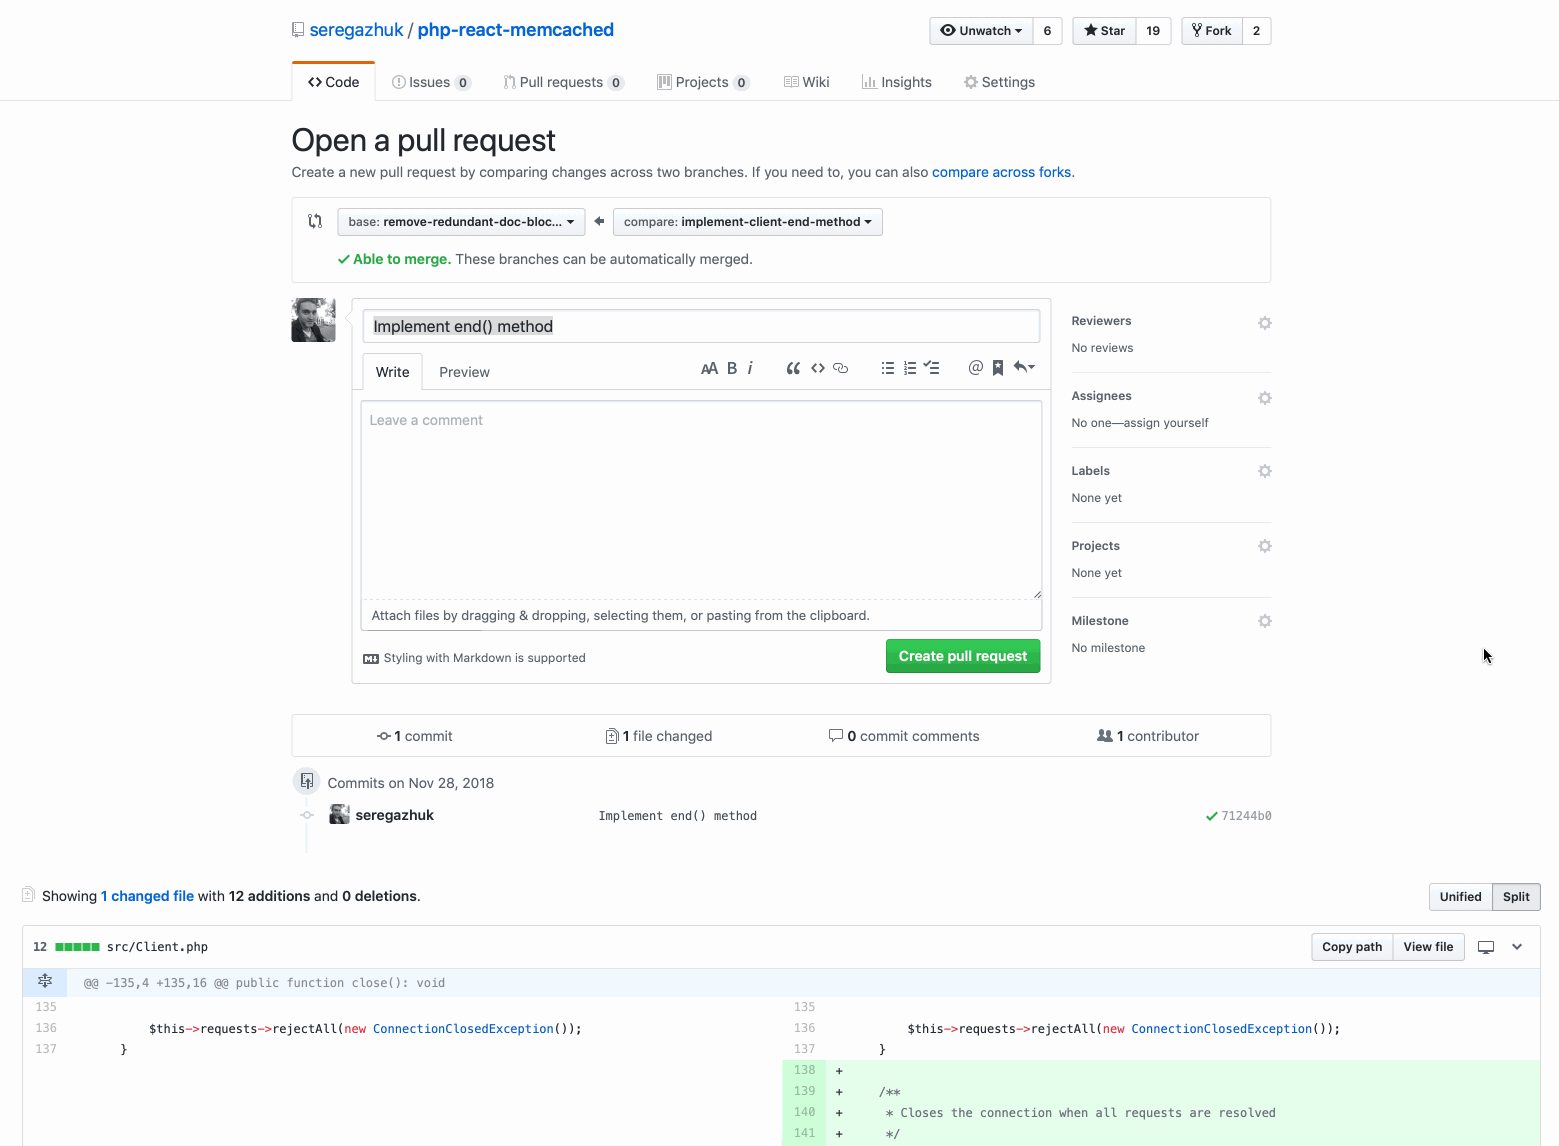 seregazhuk / php-react-memcached
Unwatch 6 Star 19 Fork 2
Code Issues 0 Pull requests 0 Projects 0 Wiki Insights Settings
Open a pull request
Create a new pull request by comparing changes across two branches. If you need to, you can also compare across forks.
base: remove-redundant-doc-bloc... compare: implement-client-end-method
Able to merge. These branches can be automatically merged.
Implement end() method
Write Preview AA B i
Leave a comment
Attach files by dragging & dropping, selecting them, or pasting from the clipboard.
Styling with Markdown is supported
Create pull request
Reviewers
No reviews
Assignees
No one—assign yourself
Labels
None yet
Projects
None yet
Milestone
No milestone
1 commit 1 file changed 0 commit comments 1 contributor
Commits on Nov 28, 2018
seregazhuk Implement end() method 71244b0
Showing 1 changed file with 12 additions and 0 deletions.
Unified Split
12 src/Client.php Copy path View file
@@ -135,4 +135,16 @@ public function close(): void
135 135
136 $this->requests->rejectAll(new ConnectionClosedException()); 136 $this->requests->rejectAll(new ConnectionClosedException());
137 } 137 }
138 +
139 + /**
140 + * Closes the connection when all requests are resolved
141 + */